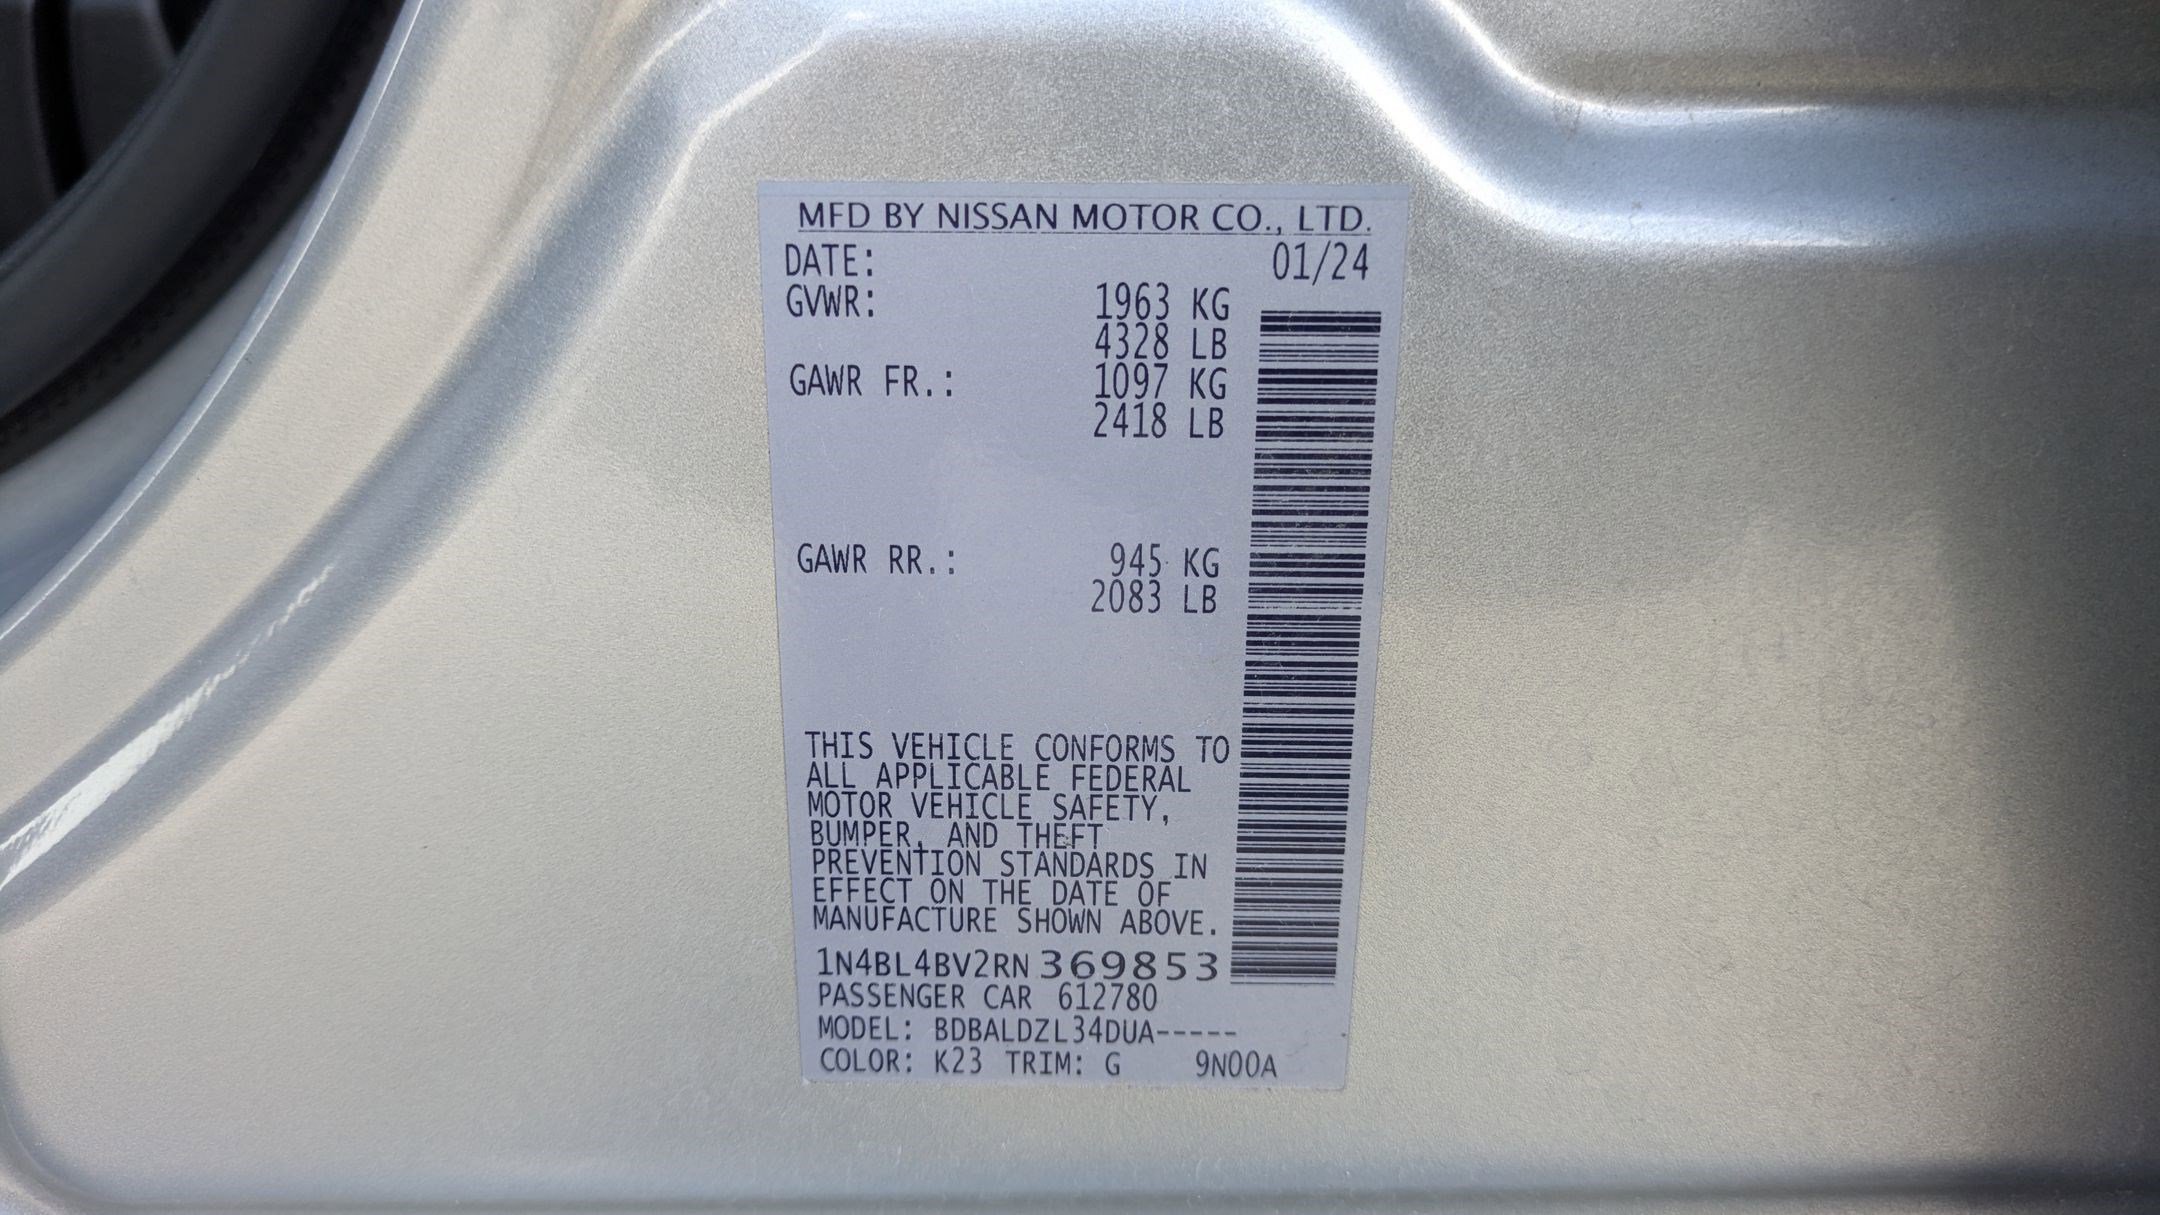 MFD BY NISSAN MOTOR CO., LTD.
DATE: 01/24
GVWR: 1963 KG
4328 LB
GAWR FR.: 1097 KG
2418 LB
GAWR RR.: 945 KG
2083 LB
THIS VEHICLE CONFORMS TO
ALL APPLICABLE FEDERAL
MOTOR VEHICLE SAFETY,
BUMPER, AND THEFT
PREVENTION STANDARDS IN
EFFECT ON THE DATE OF
MANUFACTURE SHOWN ABOVE.
1N4BL4BV2RN369853
PASSENGER CAR 612780
MODEL: BDBALDZL34DUA-----
COLOR: K23 TRIM: G 9N00A